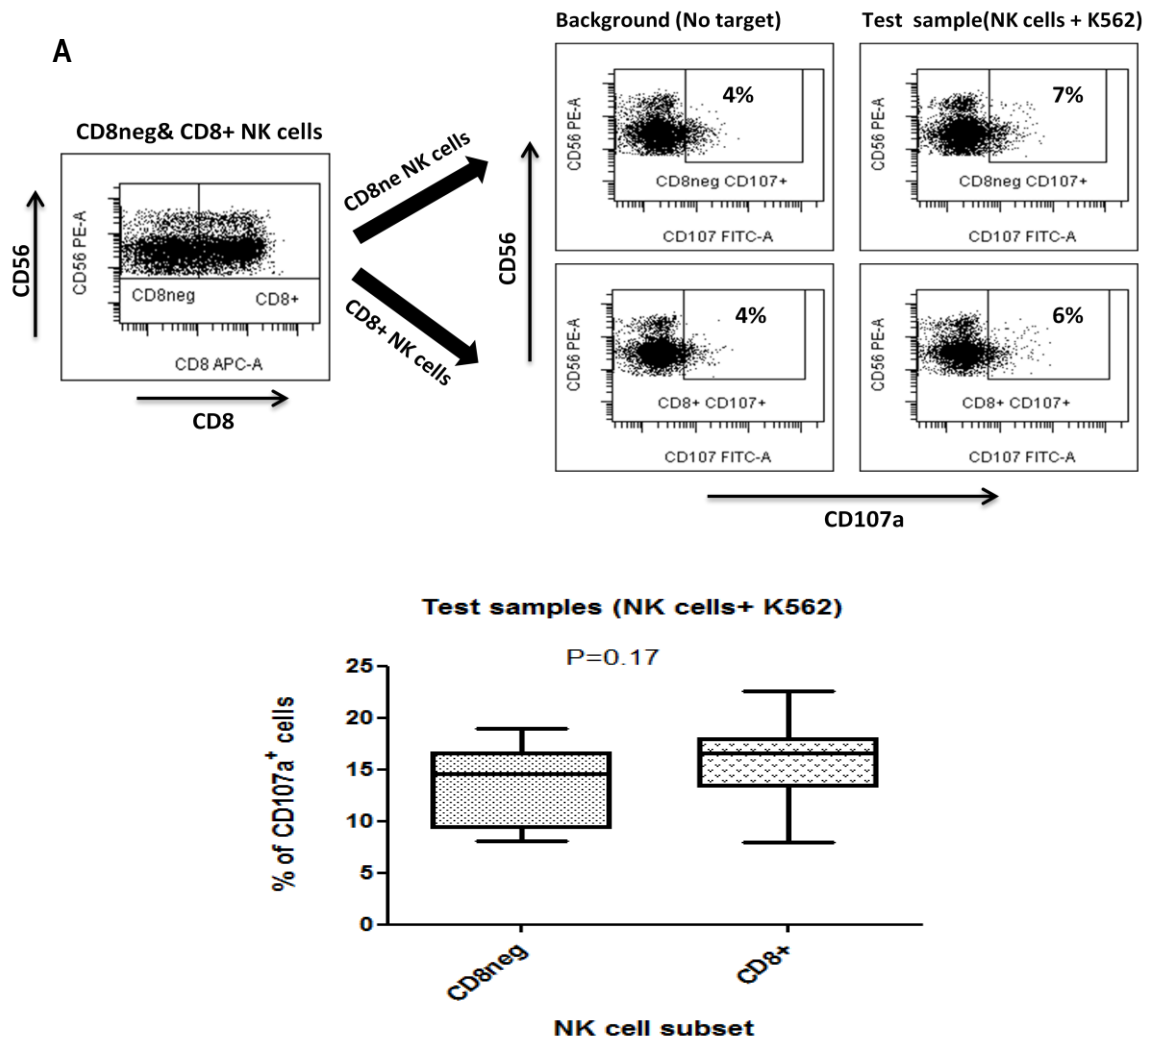 A
Background (No target)
Test sample(NK cells + K562)
CD8neg& CD8+ NK cells
CD56
CD56 PE-A
CD8neg
CD8+
CD8 APC-A
CD8
CD8ne NK cells
CD8+ NK cells
CD56
CD56 PE-A
4%
CD8neg CD107+
CD107 FITC-A
CD56 PE-A
7%
CD8neg CD107+
CD107 FITC-A
CD56 PE-A
4%
CD8+ CD107+
CD107 FITC-A
CD56 PE-A
6%
CD8+ CD107+
CD107 FITC-A
CD107a
Test samples (NK cells+ K562)
P=0.17
% of CD107a+ cells
25
20
15
10
5
0
CD8neg
CD8+
NK cell subset